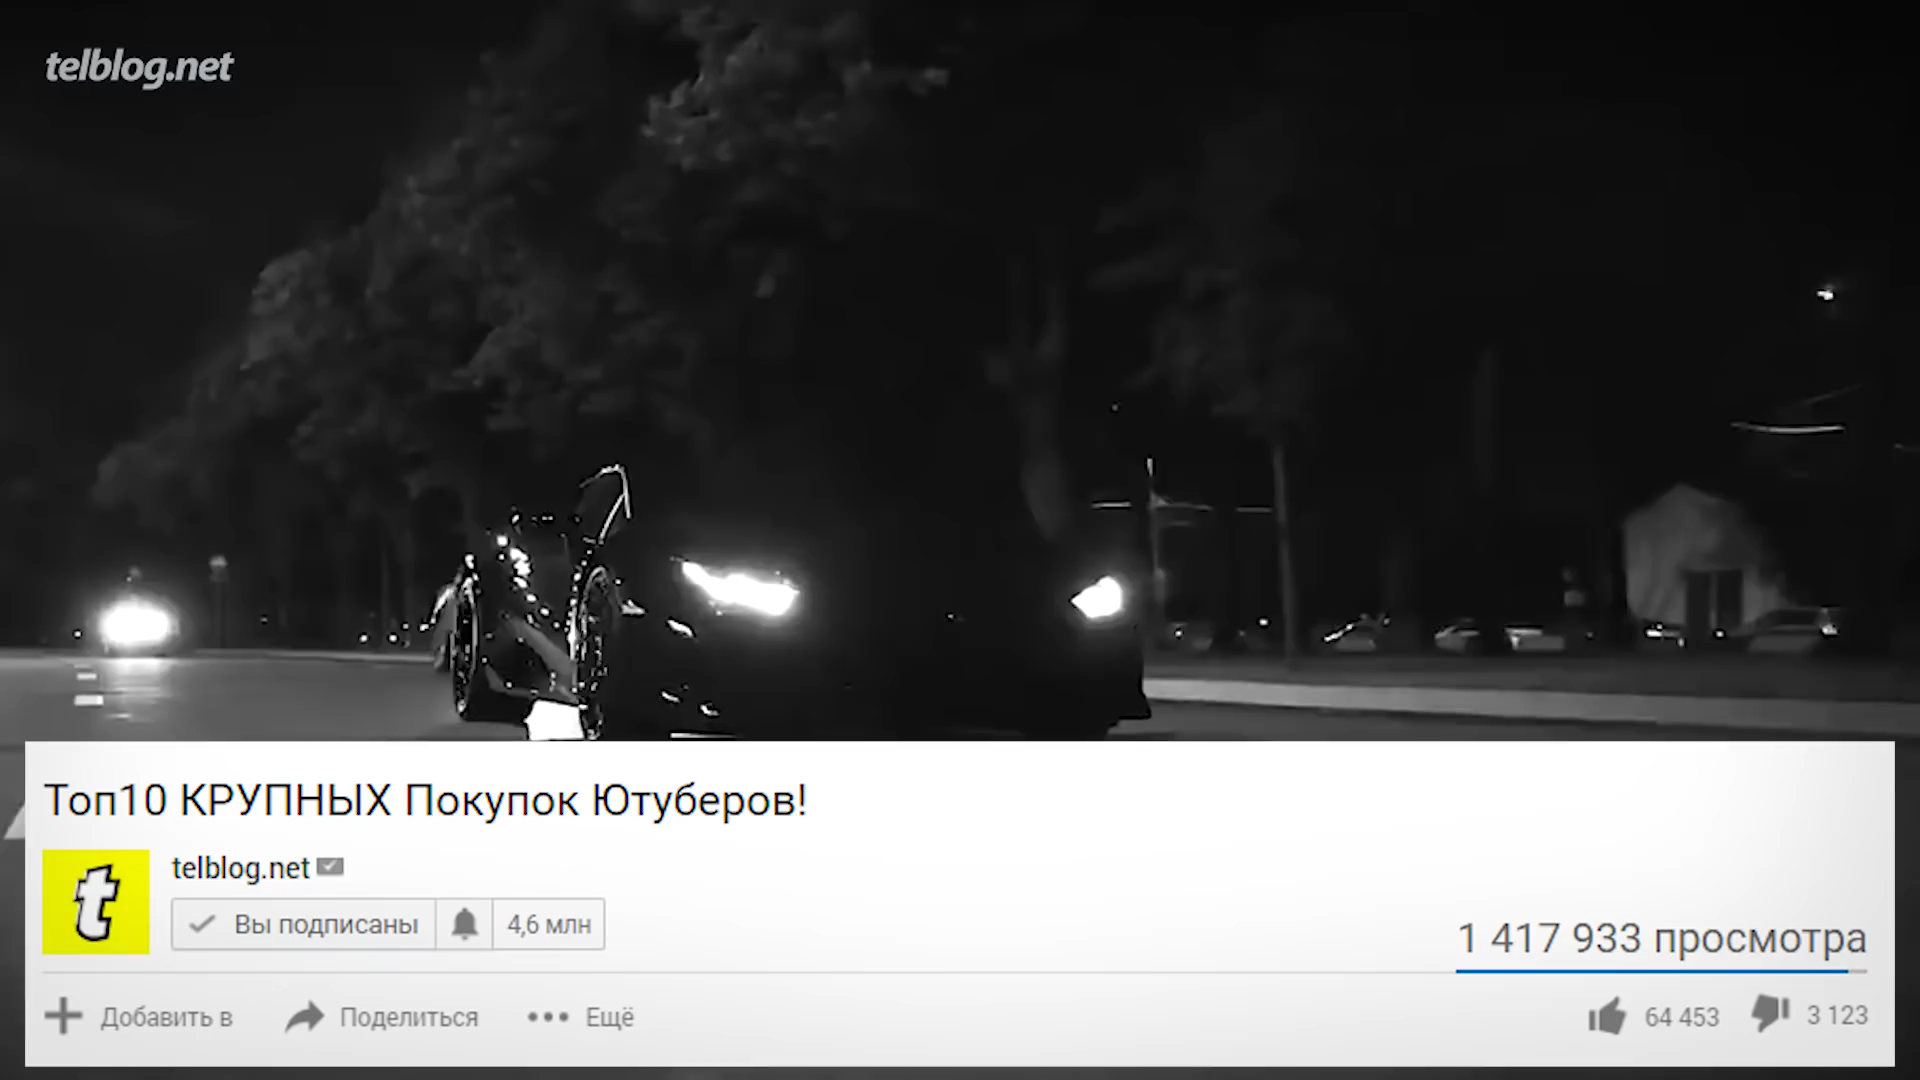 telblog.net
Топ10 КРУПНЫХ Покупок Ютуберов!
t
telblog.net
Вы подписаны 4,6 млн
1 417 933 просмотра
Добавить в Поделиться Ещё
64 453 3 123